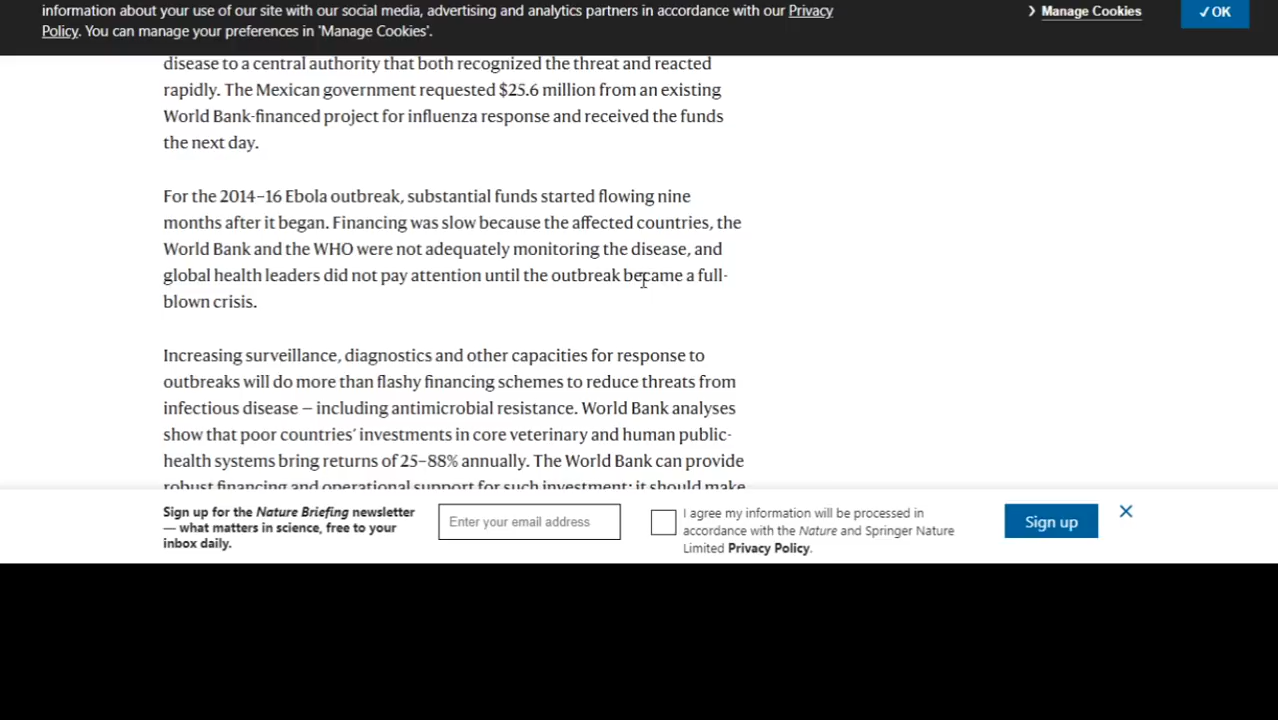 information about your use of our site with our social media, advertising and analytics partners in accordance with our Privacy
Policy. You can manage your preferences in 'Manage Cookies'.
Manage Cookies
✓OK
disease to a central authority that both recognized the threat and reacted
rapidly. The Mexican government requested $25.6 million from an existing
World Bank-financed project for influenza response and received the funds
the next day.
For the 2014–16 Ebola outbreak, substantial funds started flowing nine
months after it began. Financing was slow because the affected countries, the
World Bank and the WHO were not adequately monitoring the disease, and
global health leaders did not pay attention until the outbreak became a full-
blown crisis.
Increasing surveillance, diagnostics and other capacities for response to
outbreaks will do more than flashy financing schemes to reduce threats from
infectious disease — including antimicrobial resistance. World Bank analyses
show that poor countries' investments in core veterinary and human public-
health systems bring returns of 25–88% annually. The World Bank can provide
robust financing and operational support for such investment; it should make
Sign up for the Nature Briefing newsletter
— what matters in science, free to your
inbox daily.
Enter your email address
I agree my information will be processed in
accordance with the Nature and Springer Nature
Limited Privacy Policy.
Sign up